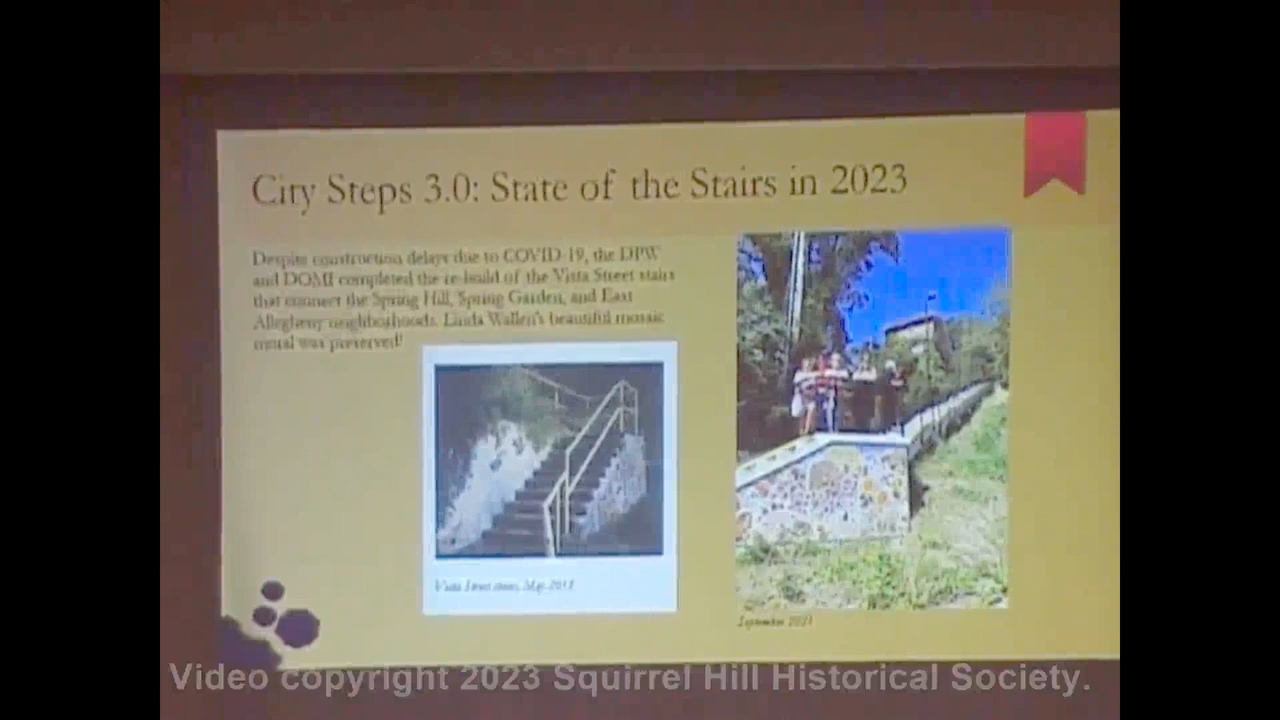 City Steps 3.0: State of the Stairs in 2023
Despite construction delays due to COVID-19, the DPW
and DOMI completed the re-build of the Vista Street stairs
that connect the Spring Hill, Spring Garden, and East
Allegheny neighborhoods. Linda Wallen's beautiful mosaic
mural was preserved!
Vista Street stairs, May
September
Video copyright 2023 Squirrel Hill Historical Society.